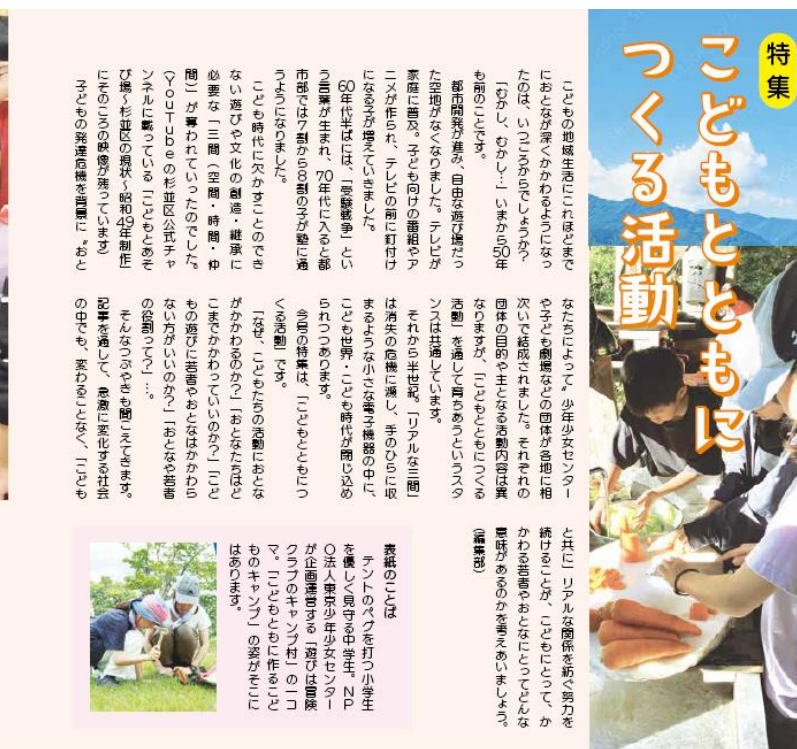 特集
こどもとともに
つくる活動
こどもの地域生活にこれほどまで
におとなが深くかかわるようになっ
たのは、いつごろからでしょうか?
「むかし、むかし…」いまから50年
も前のことです。
都市開発が進み、自由な遊び場だっ
た空地がなくなりました。テレビが
家庭に普及。子ども向けの番組やア
ニメが作られ、テレビの前に釘付け
になる子が増えていきました。
60年代半ばには、「受験戦争」とい
う言葉が生まれ、70年代に入ると都
市部では7割から8割の子が塾に通
うようになりました。
こども時代に欠かすことのでき
ない遊びや文化の創造・継承に
必要な「三間(空間・時間・仲
間)」が奪われていったのでした。
(YouTubeの杉並区公式チャ
ンネルに載っている「こどもとあそ
び場~杉並区の現状~昭和49年制作」
にそのころの映像が残っています)
子どもの発達危機を背景に〝おと
なたちによって〟少年少女センター
や子ども劇場などの団体が各地に相
次いで結成されました。それぞれの
団体の目的や主となる活動内容は異
なりますが、「こどもとともにつくる
活動」を通して育ちあうというスタ
ンスは共通しています。
それから半世紀。「リアルな三間」
は消失の危機に瀕し、手のひらに収
まるような小さな電子機器の中に、
こども世界・こども時代が閉じ込め
られつつあります。
今号の特集は、「こどもとともにつ
くる活動」です。
「なぜ、こどもたちの活動におとな
がかかわるのか?」「おとなたちはど
こまでかかわっていいのか?」「こど
もの遊びに若者やおとなはかかわら
ない方がいいのか?」「おとなや若者
の役割って?」…。
そんなつぶやきも聞こえてきます。
記事を通して、急激に変化する社会
の中でも、変わることなく、「こども
と共に」リアルな関係を紡ぐ努力を
続けることが、こどもにとって、か
かわる若者やおとなにとってどんな
意味があるのかを考えあいましょう。
(編集部)
表紙のことば
テントのペグを打つ小学生
を優しく見守る中学生。NP
O法人東京少年少女センター
が企画運営する「遊びは冒険
クラブのキャンプ村」の一コ
マ。「こどもともに作るこど
ものキャンプ」の姿がそこに
はあります。